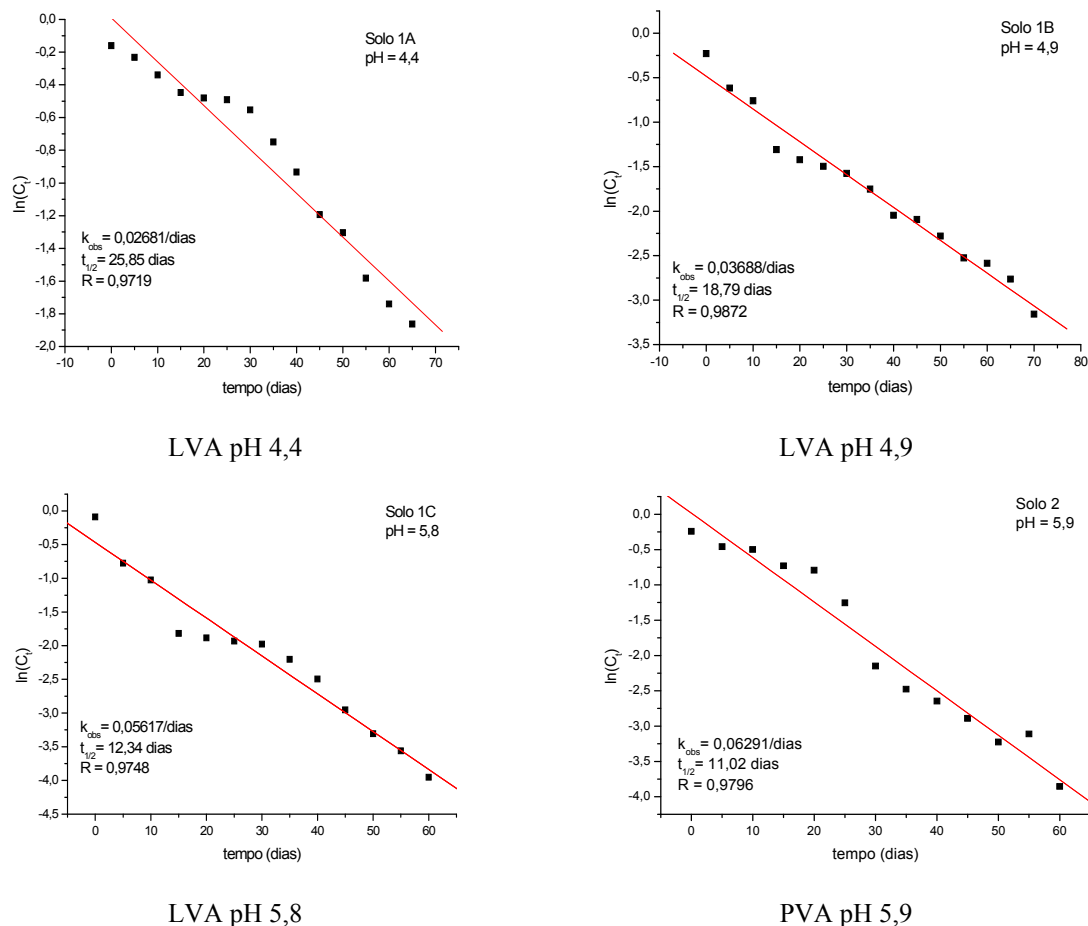 0,0
-0,2
-0,4
-0,6
-0,8
-1,0
-1,2
-1,4
-1,6
-1,8
-2,0
ln(Cₜ)
Solo 1A
pH = 4,4
k_obs = 0,02681/dias
t_1/2 = 25,85 dias
R = 0,9719
-10 0 10 20 30 40 50 60 70
tempo (dias)
LVA pH 4,4
0,0
-0,5
-1,0
-1,5
-2,0
-2,5
-3,0
-3,5
ln(Cₜ)
Solo 1B
pH = 4,9
k_obs = 0,03688/dias
t_1/2 = 18,79 dias
R = 0,9872
-10 0 10 20 30 40 50 60 70 80
tempo (dias)
LVA pH 4,9
0,0
-0,5
-1,0
-1,5
-2,0
-2,5
-3,0
-3,5
-4,0
-4,5
ln(Cₜ)
Solo 1C
pH = 5,8
k_obs = 0,05617/dias
t_1/2 = 12,34 dias
R = 0,9748
0 10 20 30 40 50 60
tempo (dias)
LVA pH 5,8
0,0
-0,5
-1,0
-1,5
-2,0
-2,5
-3,0
-3,5
-4,0
ln(Cₜ)
Solo 2
pH = 5,9
k_obs = 0,06291/dias
t_1/2 = 11,02 dias
R = 0,9796
0 10 20 30 40 50 60
tempo (dias)
PVA pH 5,9